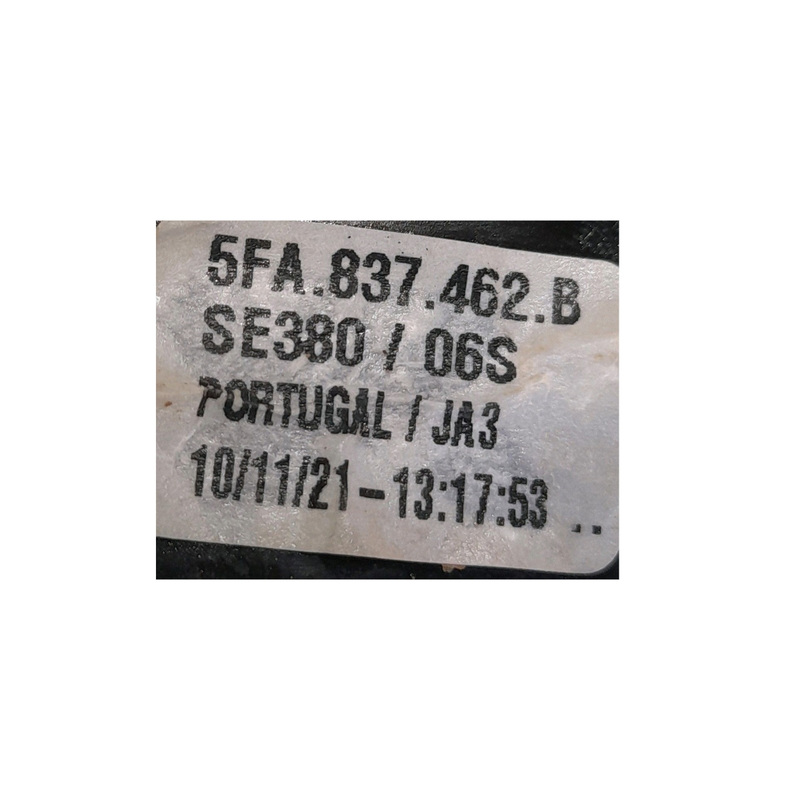 5FA.837.462.B
SE380 / 06S
PORTUGAL / JA3
10/11/21 - 13:17:53 ..